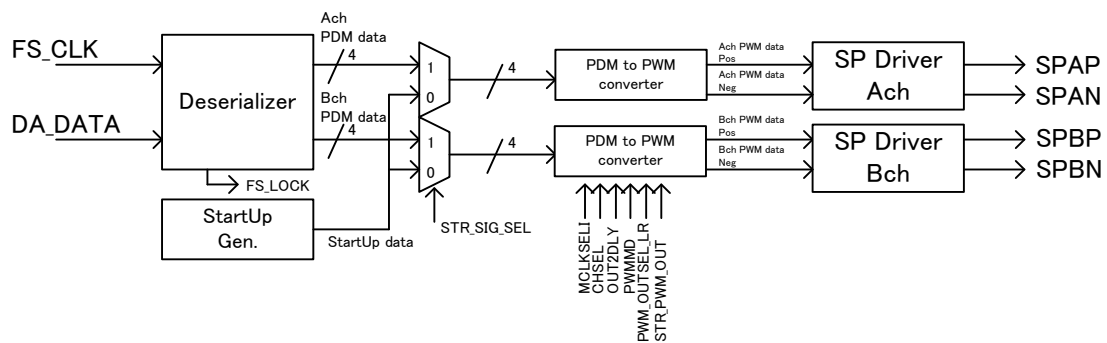 FS_CLK
DA_DATA
Deserializer
FS_LOCK
StartUp
Gen.
StartUp data
Ach
PDM data
4
Bch
PDM data
4
1
0
1
0
STR_SIG_SEL
4
4
PDM to PWM
converter
PDM to PWM
converter
MCLKSELI
CHSEL
OUT2DLY
PWMMD
PWM_OUTSEL_LR
STR_PWM_OUT
Ach PWM data
Pos
Ach PWM data
Neg
Bch PWM data
Pos
Bch PWM data
Neg
SP Driver
Ach
SP Driver
Bch
SPAP
SPAN
SPBP
SPBN